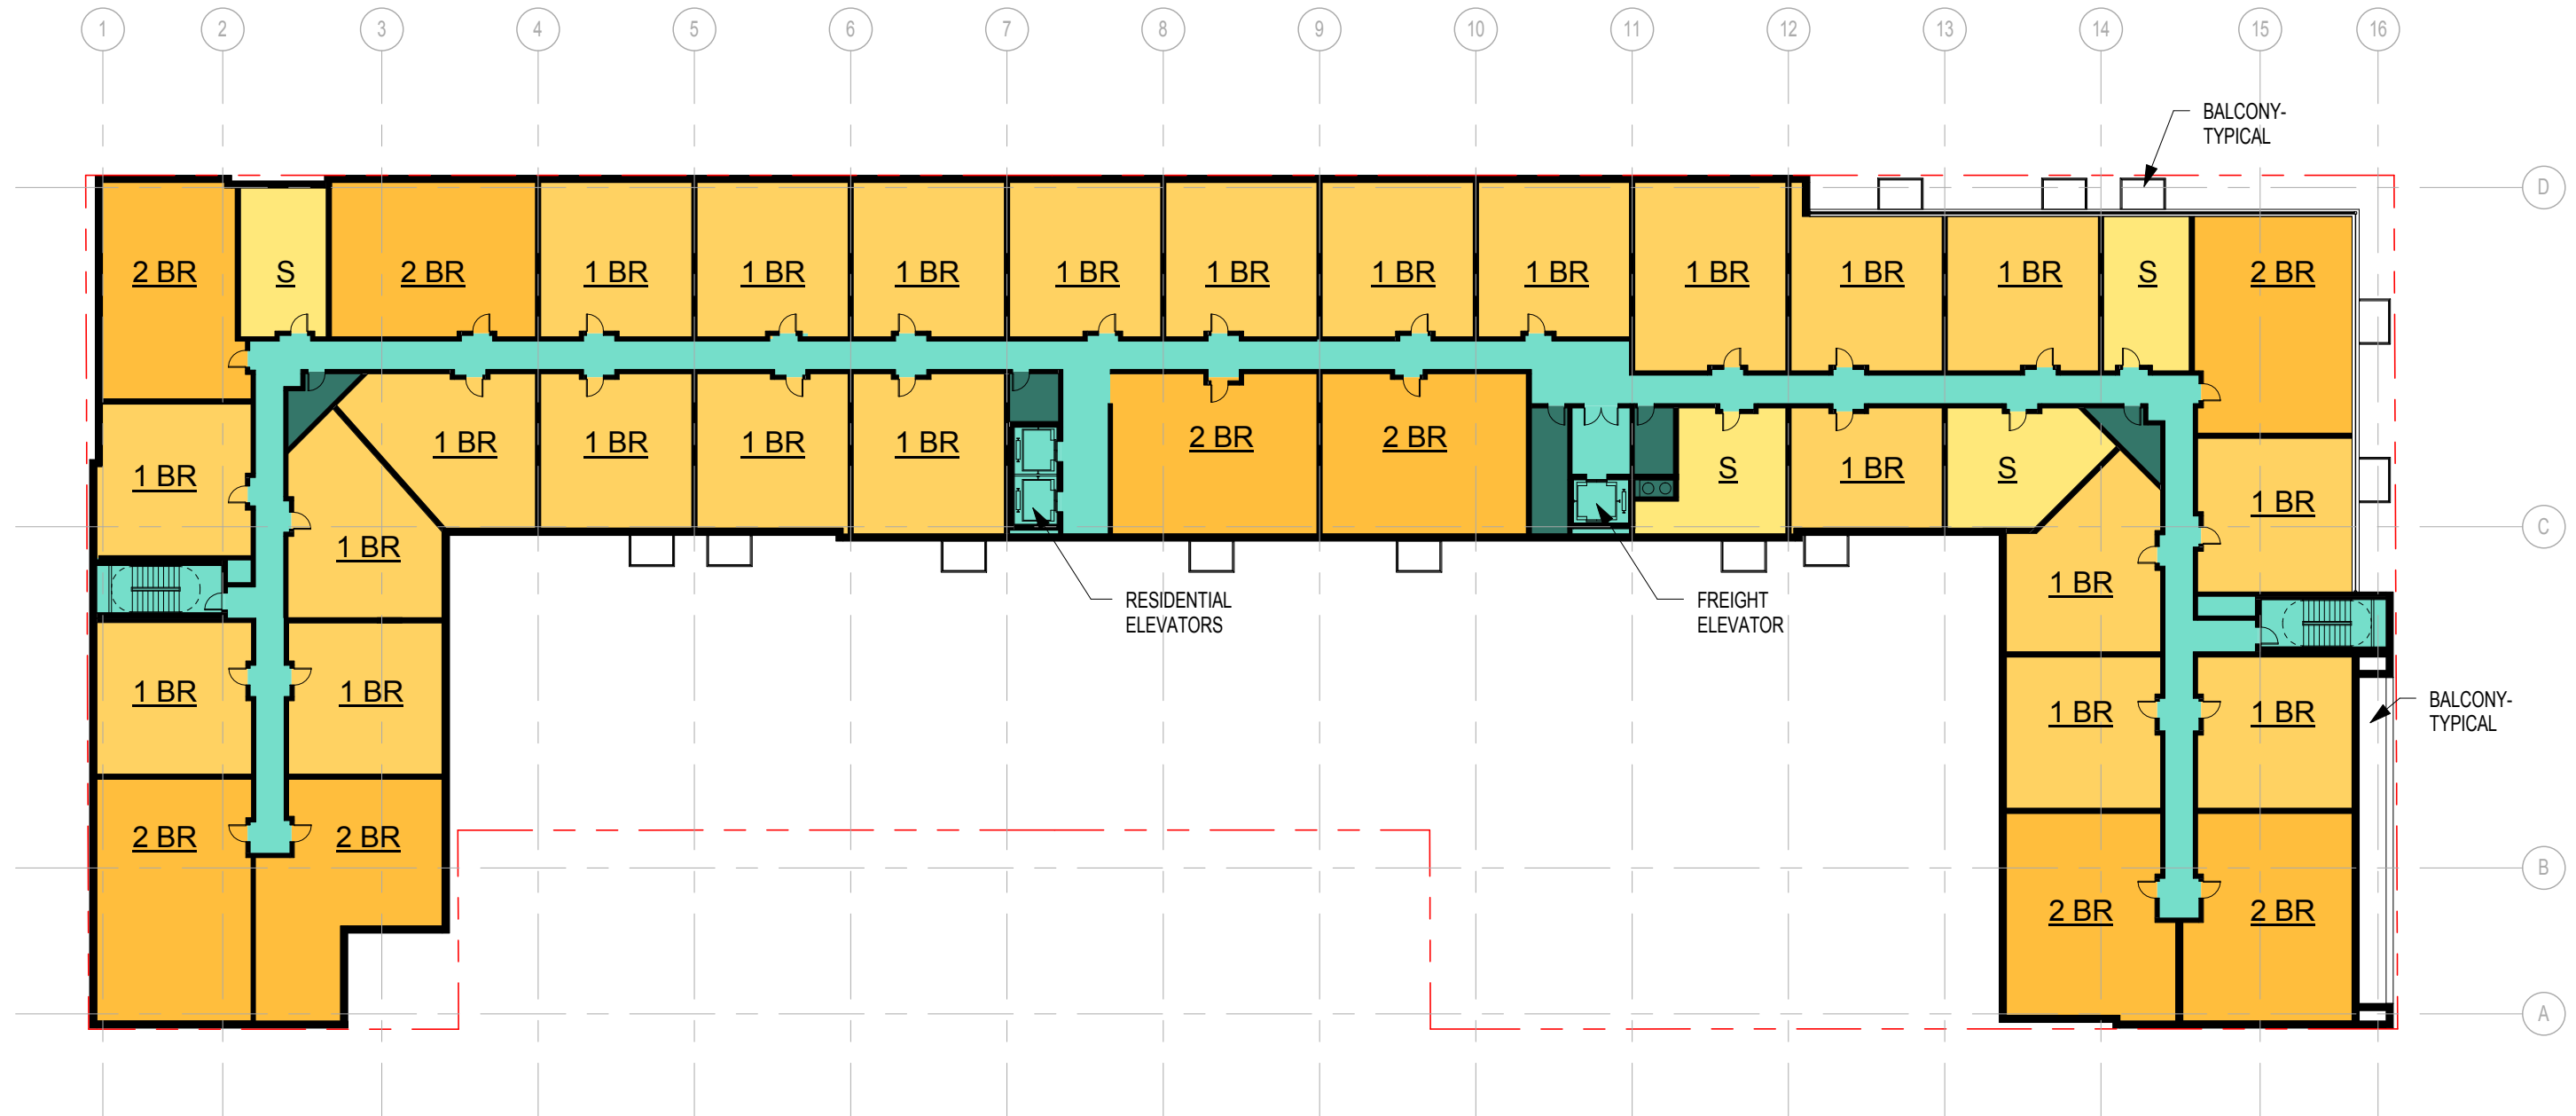 1 2 3 4 5 6 7 8 9 10 11 12 13 14 15 16
BALCONY-
TYPICAL
D
2 BR S 2 BR 1 BR 1 BR 1 BR 1 BR 1 BR 1 BR 1 BR 1 BR 1 BR 1 BR S 2 BR
1 BR 1 BR 1 BR 1 BR 1 BR 2 BR 2 BR S 1 BR S 1 BR
C
1 BR 1 BR
RESIDENTIAL
ELEVATORS
FREIGHT
ELEVATOR
1 BR 1 BR 1 BR 1 BR
BALCONY-
TYPICAL
2 BR 2 BR
B
2 BR 2 BR
A